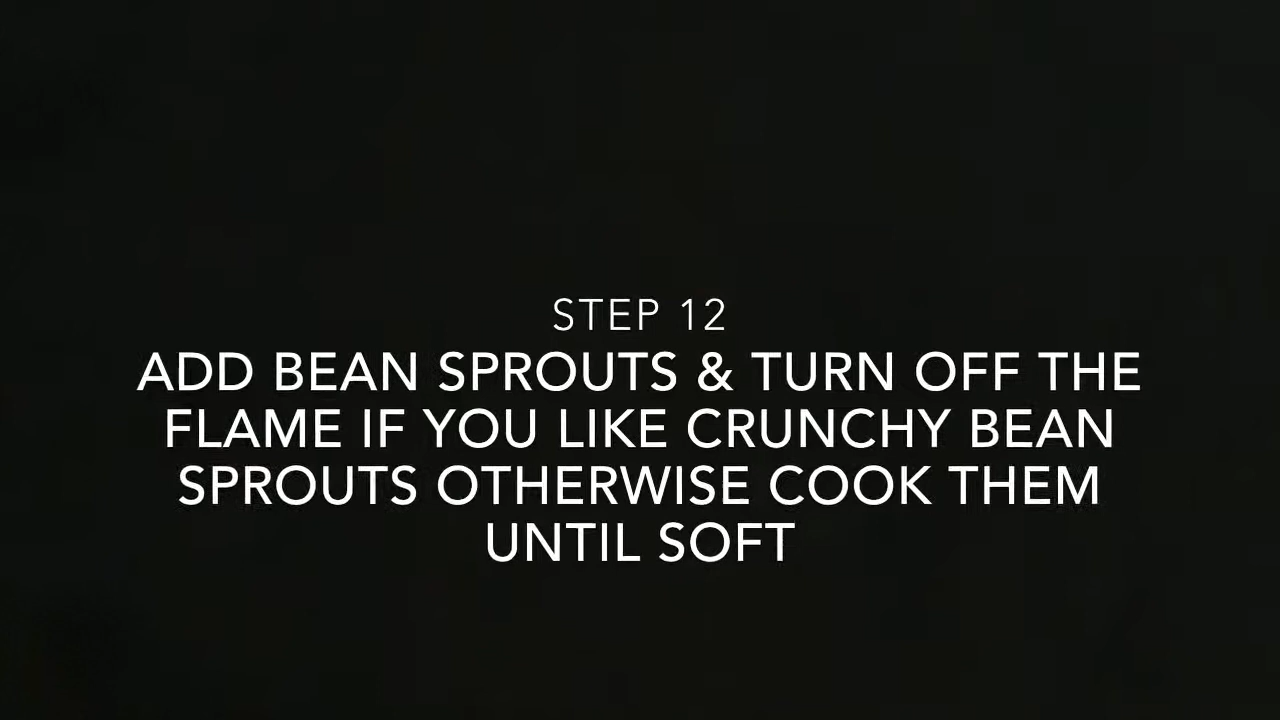 STEP 12
ADD BEAN SPROUTS & TURN OFF THE
FLAME IF YOU LIKE CRUNCHY BEAN
SPROUTS OTHERWISE COOK THEM
UNTIL SOFT